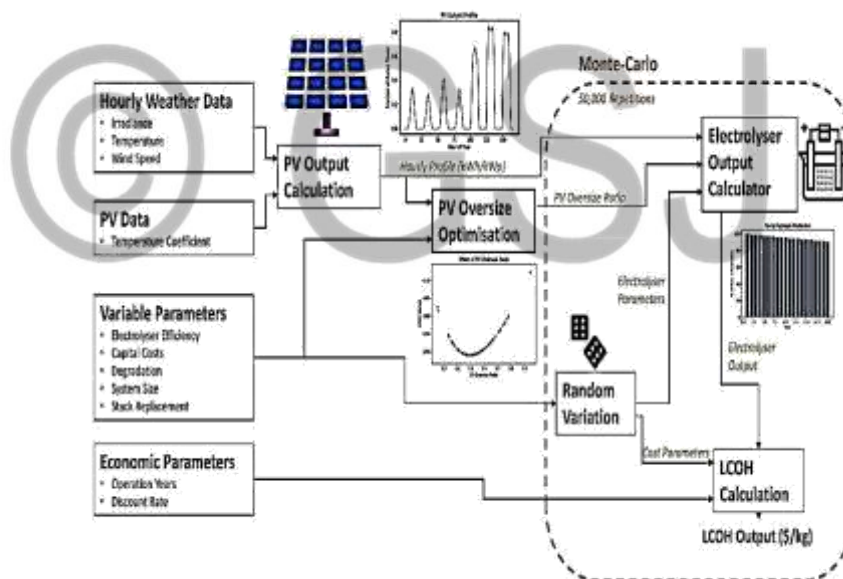 © GSJ
Monte-Carlo
50,000 Repetitions
Hourly Weather Data
• Irradiance
• Temperature
• Wind Speed
PV Output
Calculation
Hourly Profile (kWh/kWp)
Electrolyser
Output
Calculator
PV Data
• Temperature Coefficient
PV Oversize
Optimisation
PV Oversize Ratio
Variable Parameters
• Electrolyser Efficiency
• Capital Costs
• Degradation
• System Size
• Stack Replacement
Electrolyser
Parameters
Electrolyser
Output
Random
Variation
Cost Parameters
Economic Parameters
• Operation Years
• Discount Rate
LCOH
Calculation
LCOH Output ($/kg)